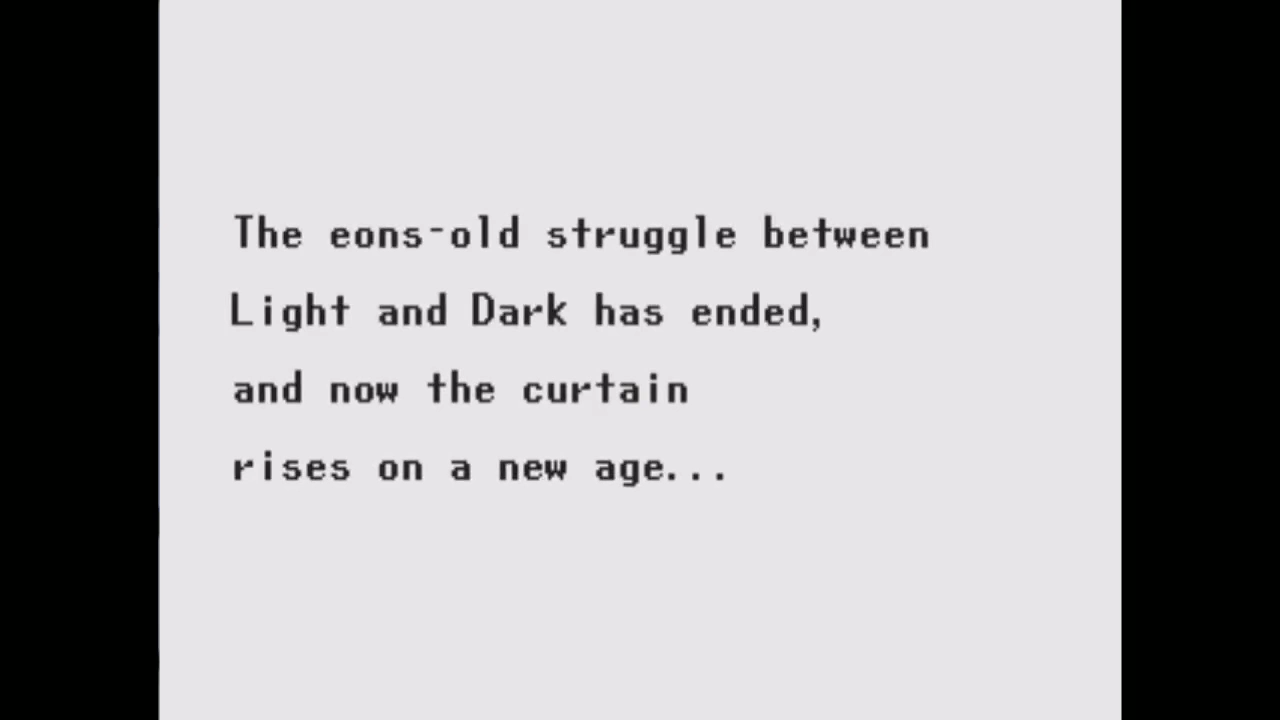 The eons-old struggle between
Light and Dark has ended,
and now the curtain
rises on a new age...